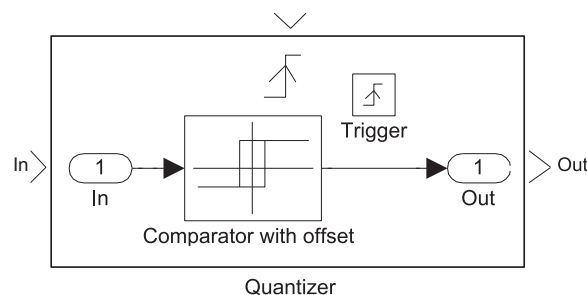 Trigger
In
1
1
Out
In
Out
Comparator with offset
Quantizer